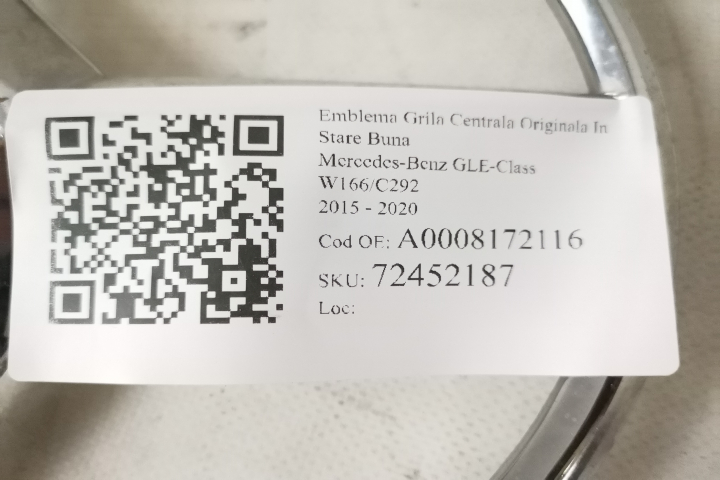 Emblema Grila Centrala Originala In
Stare Buna
Mercedes-Benz GLE-Class
W166/C292
2015 - 2020
Cod OE: A0008172116
SKU: 72452187
Loc: